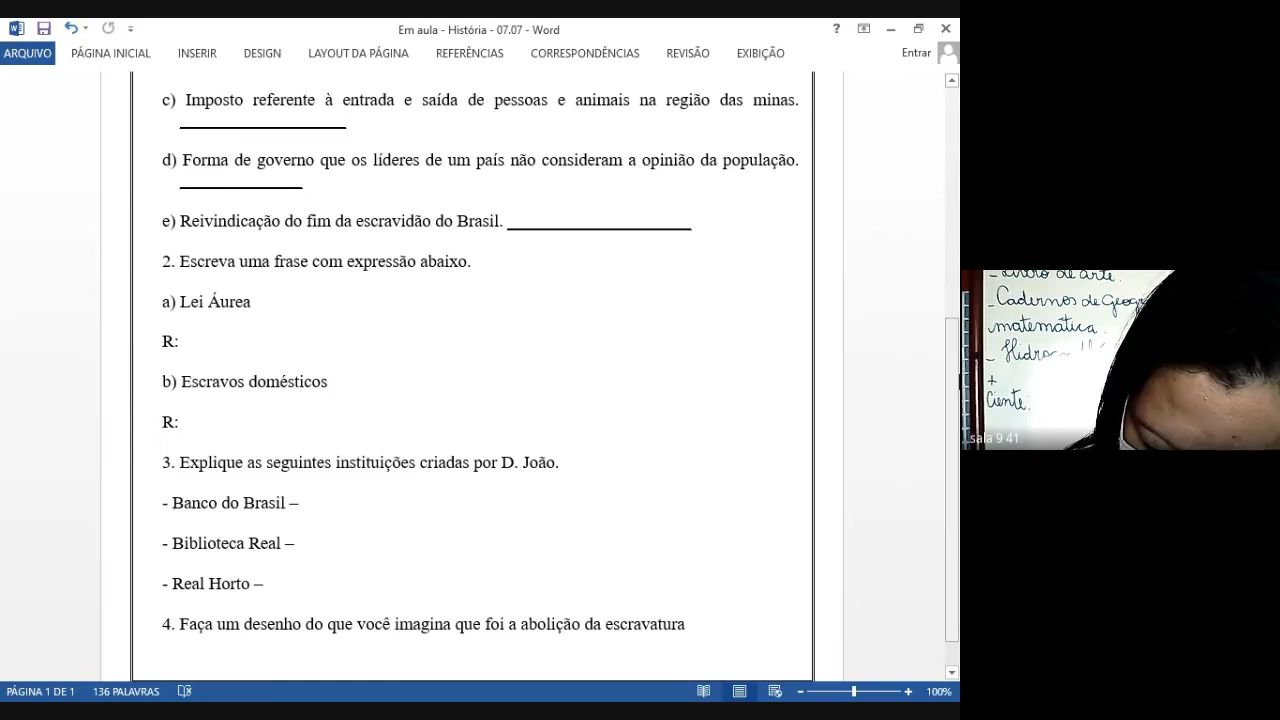 Em aula - História - 07.07 - Word
?
ARQUIVO PÁGINA INICIAL INSERIR DESIGN LAYOUT DA PÁGINA REFERÊNCIAS CORRESPONDÊNCIAS REVISÃO EXIBIÇÃO Entrar
c) Imposto referente à entrada e saída de pessoas e animais na região das minas.
d) Forma de governo que os líderes de um país não consideram a opinião da população.
e) Reivindicação do fim da escravidão do Brasil.
2. Escreva uma frase com expressão abaixo.
a) Lei Áurea
R:
b) Escravos domésticos
R:
3. Explique as seguintes instituições criadas por D. João.
- Banco do Brasil –
- Biblioteca Real –
- Real Horto –
4. Faça um desenho do que você imagina que foi a abolição da escravatura
PÁGINA 1 DE 1 136 PALAVRAS 100%
- Livro de arte.
- Cadernos de Geog
matemática.
+
Ciente:
sala 9 41